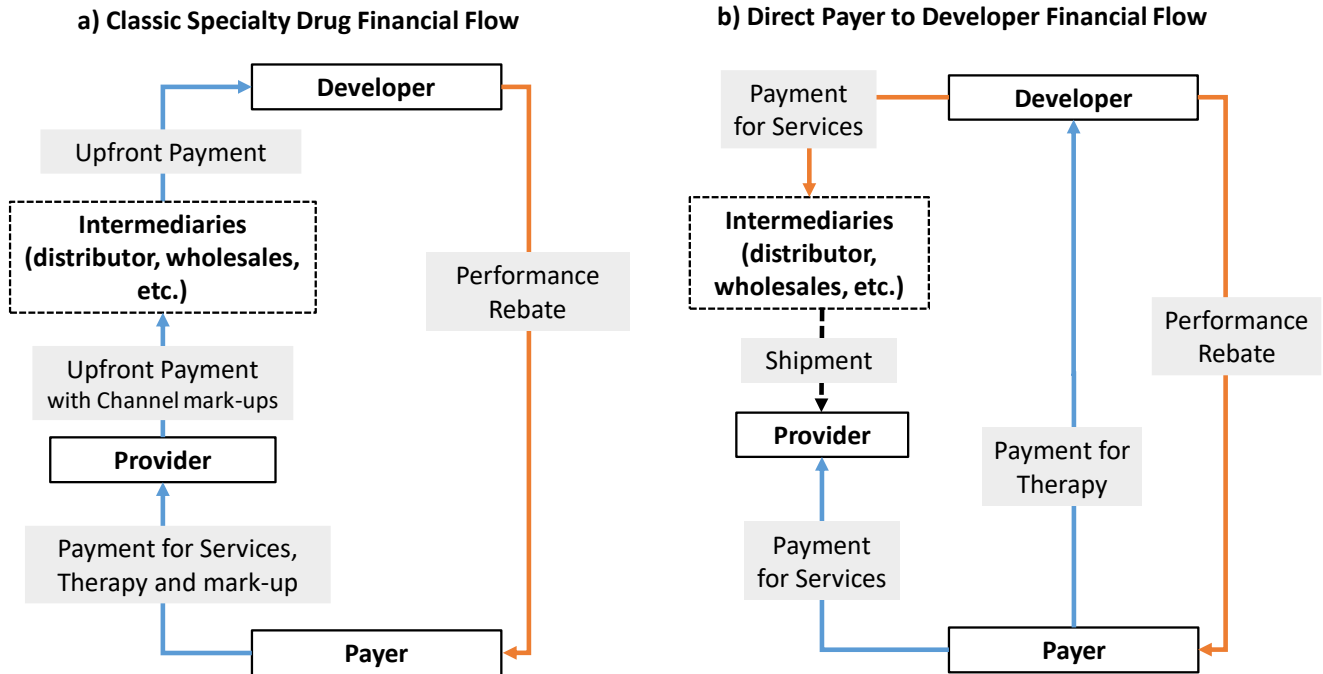 a) Classic Specialty Drug Financial Flow
Developer
Upfront Payment
Intermediaries
(distributor, wholesales,
etc.)
Performance
Rebate
Upfront Payment
with Channel mark-ups
Provider
Payment for Services,
Therapy and mark-up
Payer
b) Direct Payer to Developer Financial Flow
Payment
for Services
Developer
Intermediaries
(distributor,
wholesales, etc.)
Performance
Rebate
Shipment
Provider
Payment for
Therapy
Payment
for Services
Payer